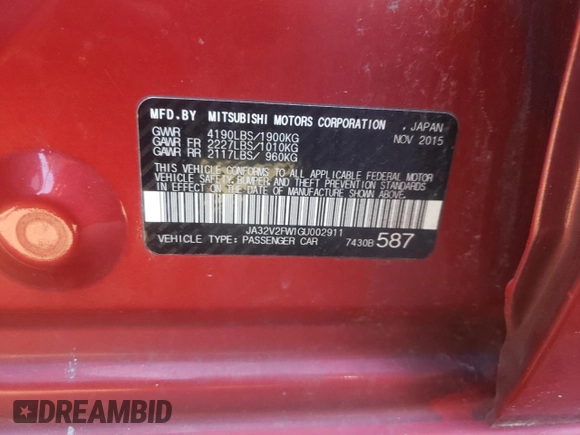 MFD.BY MITSUBISHI MOTORS CORPORATION , JAPAN
GVWR 4190LBS/1900KG NOV 2015
GAWR FR 2227LBS/1010KG
GAWR RR 2117LBS/ 960KG
THIS VEHICLE CONFORMS TO ALL APPLICABLE FEDERAL MOTOR
VEHICLE SAFETY, BUMPER, AND THEFT PREVENTION STANDARDS
IN EFFECT ON THE DATE OF MANUFACTURE SHOWN ABOVE.
JA32V2FW1GU002911
VEHICLE TYPE: PASSENGER CAR 7430B 587
DREAMBID